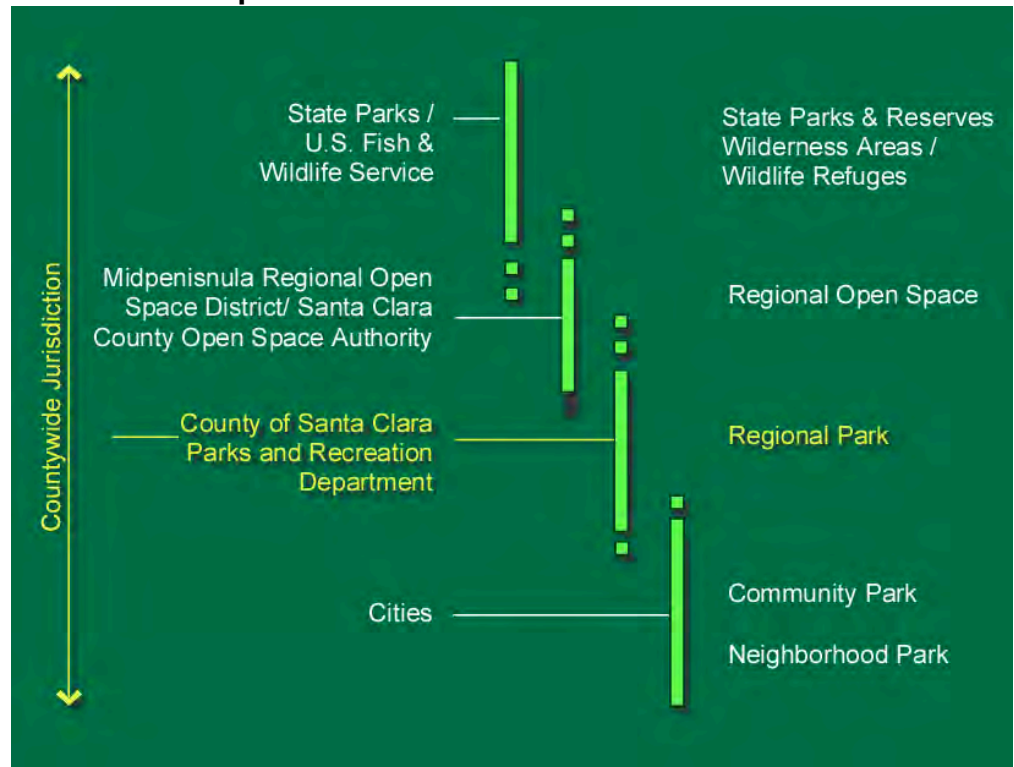 State Parks /
U.S. Fish &
Wildlife Service
State Parks & Reserves
Wilderness Areas /
Wildlife Refuges
Midpenisnula Regional Open
Space District/ Santa Clara
County Open Space Authority
Regional Open Space
Countywide Jurisdiction
County of Santa Clara
Parks and Recreation
Department
Regional Park
Cities
Community Park
Neighborhood Park